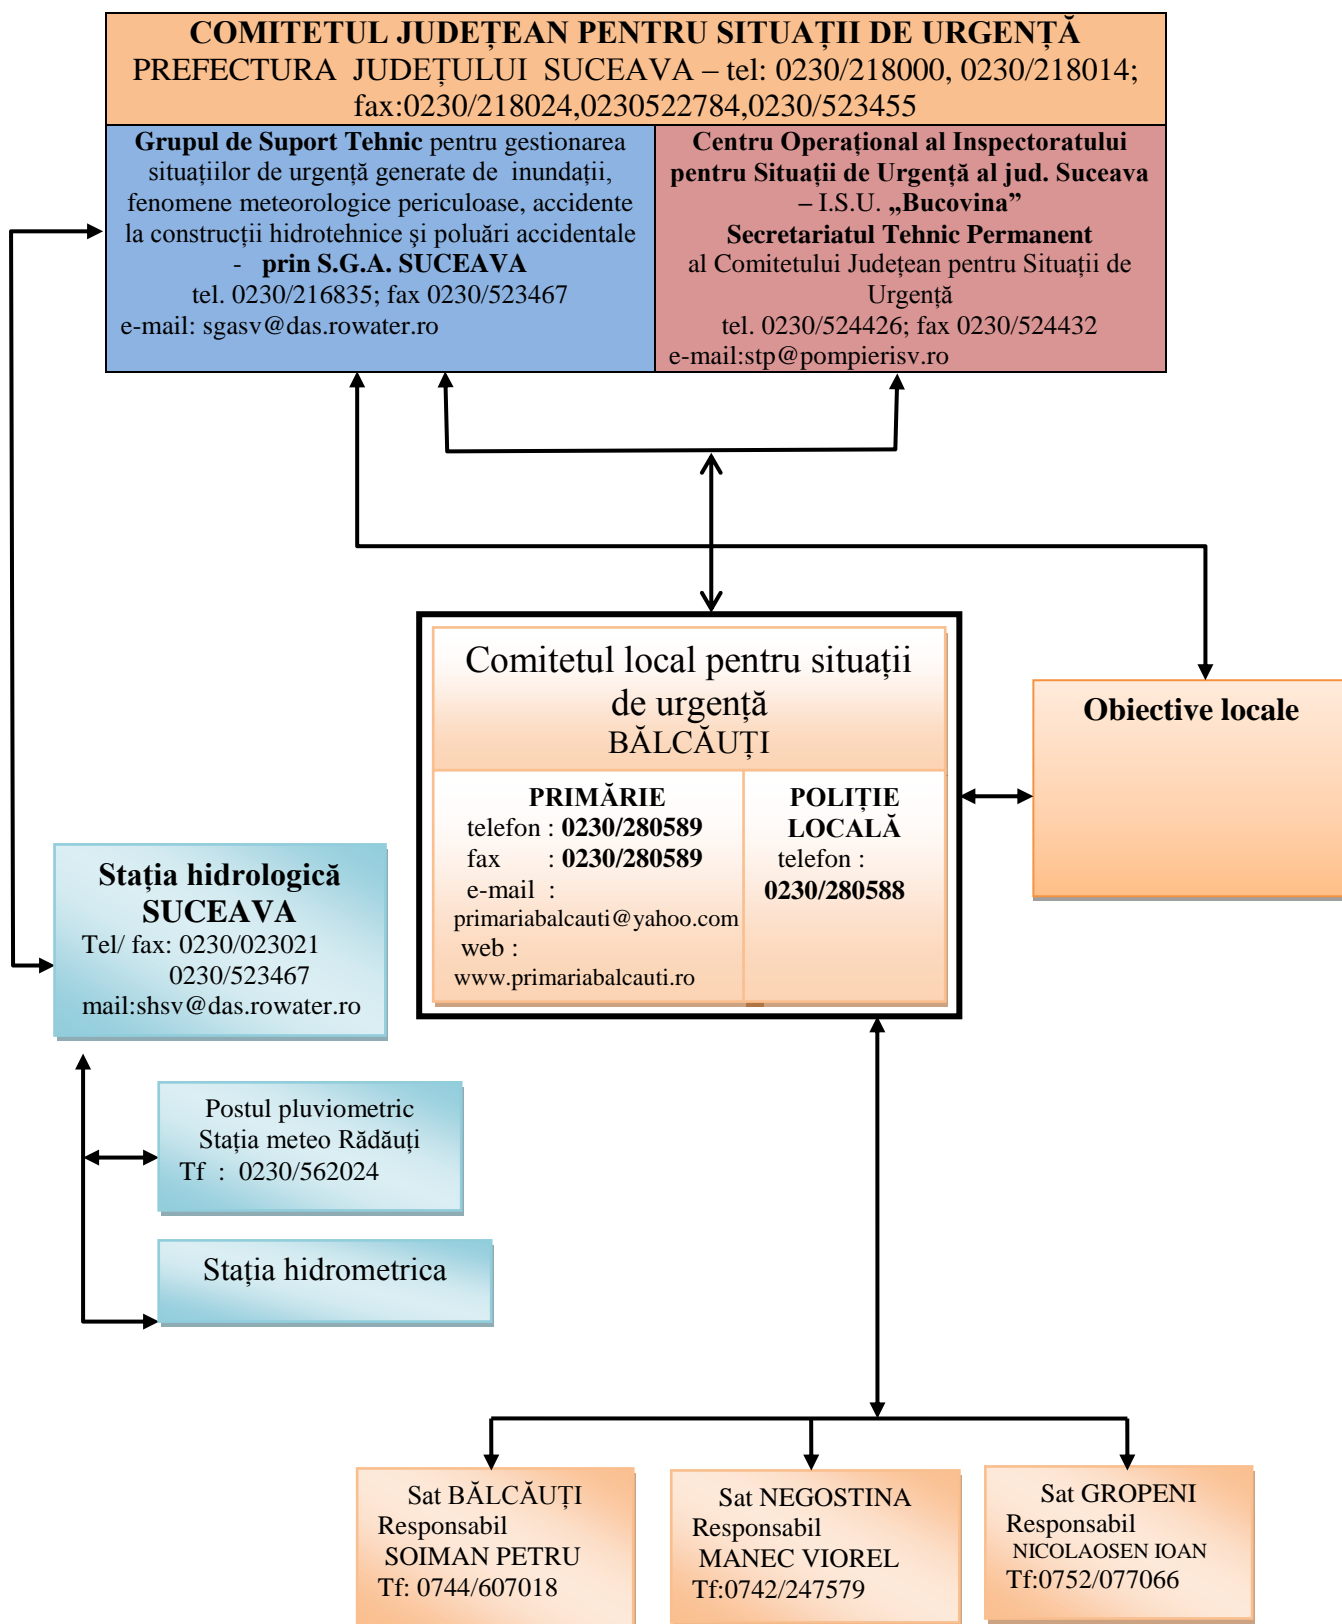 COMITETUL JUDEȚEAN PENTRU SITUAȚII DE URGENȚĂ
PREFECTURA JUDEȚULUI SUCEAVA – tel: 0230/218000, 0230/218014;
fax:0230/218024,0230522784,0230/523455
Grupul de Suport Tehnic pentru gestionarea
situațiilor de urgență generate de inundații,
fenomene meteorologice periculoase, accidente
la construcții hidrotehnice și poluări accidentale
- prin S.G.A. SUCEAVA
tel. 0230/216835; fax 0230/523467
e-mail: sgasv@das.rowater.ro
Centru Operațional al Inspectoratului
pentru Situații de Urgență al jud. Suceava
– I.S.U. „Bucovina”
Secretariatul Tehnic Permanent
al Comitetului Județean pentru Situații de
Urgență
tel. 0230/524426; fax 0230/524432
e-mail:stp@pompierisv.ro
Comitetul local pentru situații
de urgență
BĂLCĂUȚI
PRIMĂRIE
telefon : 0230/280589
fax : 0230/280589
e-mail :
primariabalcauti@yahoo.com
web :
www.primariabalcauti.ro
POLIȚIE
LOCALĂ
telefon :
0230/280588
Obiective locale
Stația hidrologică
SUCEAVA
Tel/ fax: 0230/023021
0230/523467
mail:shsv@das.rowater.ro
Postul pluviometric
Stația meteo Rădăuți
Tf : 0230/562024
Stația hidrometrica
Sat BĂLCĂUȚI
Responsabil
SOIMAN PETRU
Tf: 0744/607018
Sat NEGOSTINA
Responsabil
MANEC VIOREL
Tf:0742/247579
Sat GROPENI
Responsabil
NICOLAOSEN IOAN
Tf:0752/077066